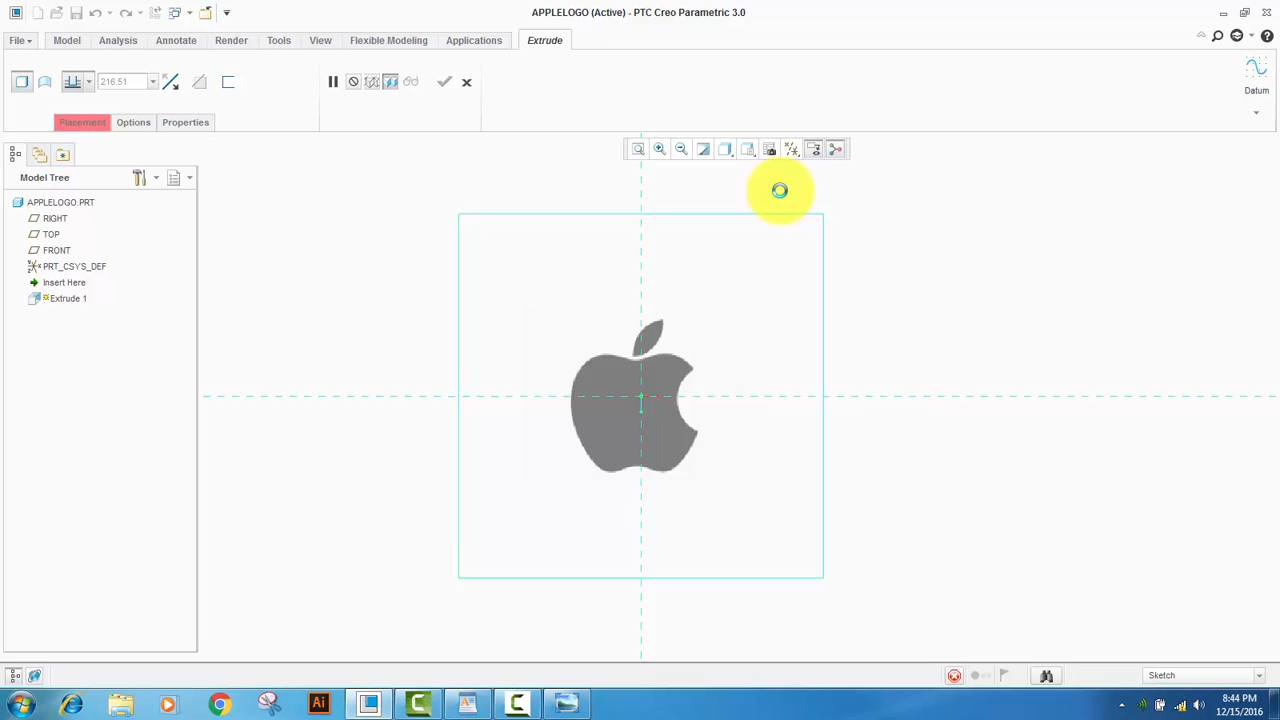 APPLELOGO (Active) - PTC Creo Parametric 3.0
File Model Analysis Annotate Render Tools View Flexible Modeling Applications Extrude
216.51
Datum
Placement Options Properties
Model Tree
APPLELOGO.PRT
RIGHT
TOP
FRONT
PRT_CSYS_DEF
Insert Here
Extrude 1
Sketch
Ai
8:44 PM
12/15/2016